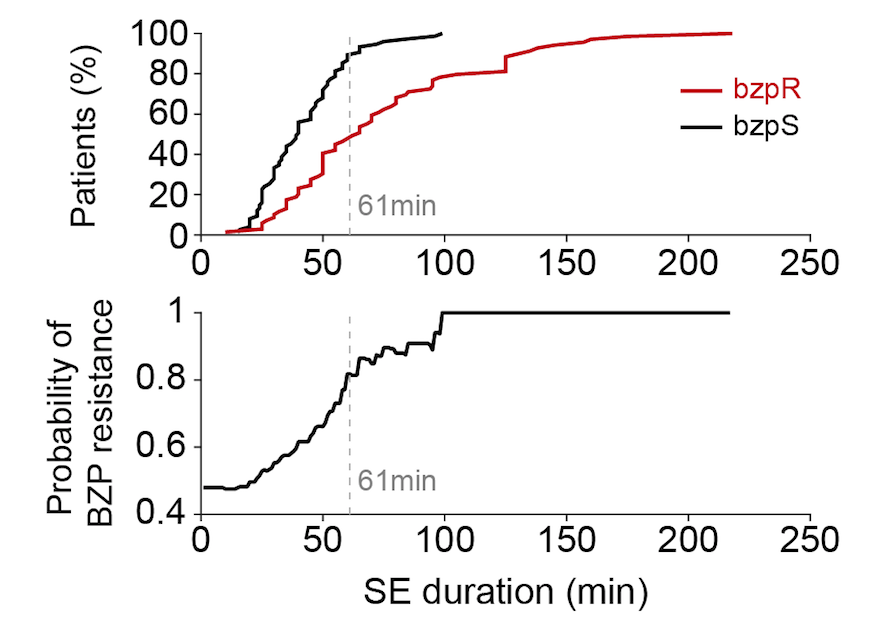 Patients (%)
100
80
60
40
20
0
bzpR
bzpS
61min
0 50 100 150 200 250
Probability of
BZP resistance
1
0.8
0.6
0.4
61min
0 50 100 150 200 250
SE duration (min)